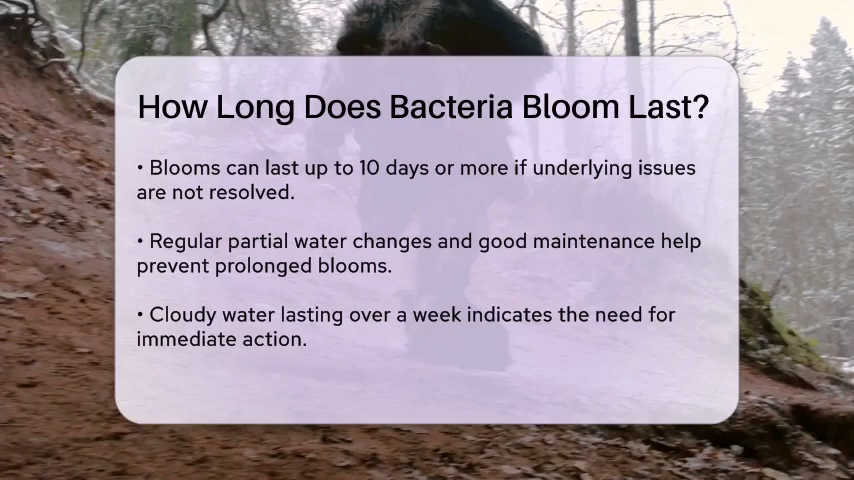 How Long Does Bacteria Bloom Last?
• Blooms can last up to 10 days or more if underlying issues
are not resolved.
• Regular partial water changes and good maintenance help
prevent prolonged blooms.
• Cloudy water lasting over a week indicates the need for
immediate action.